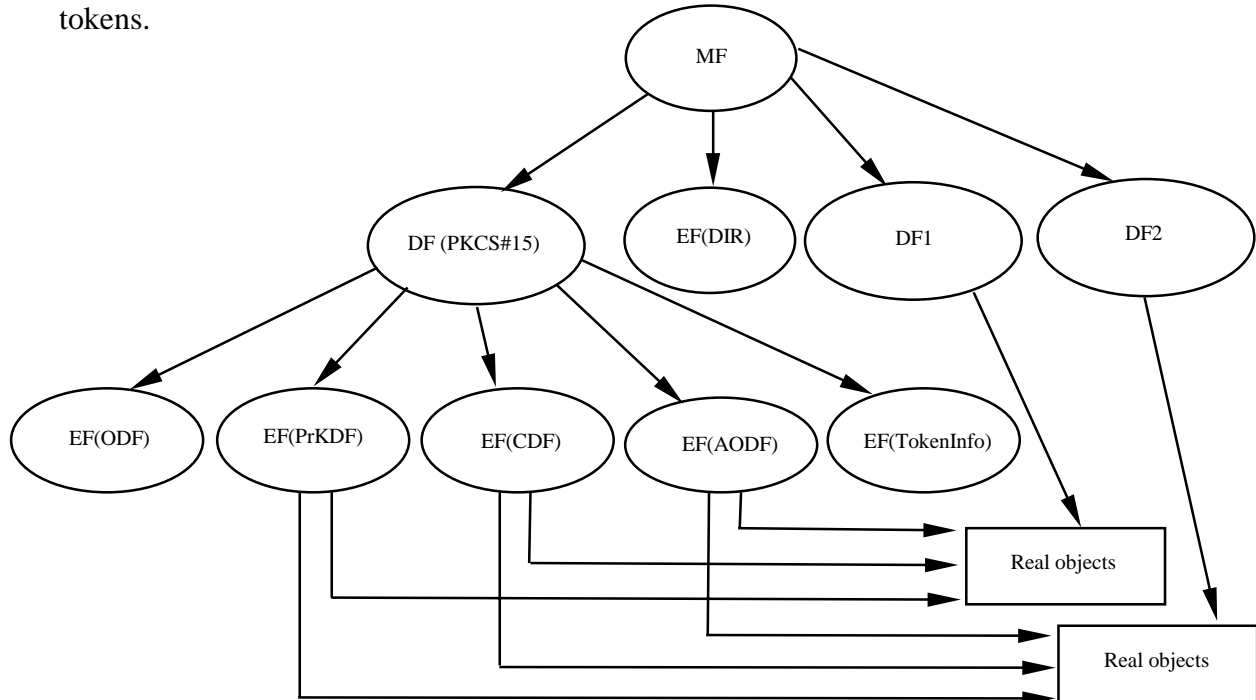 tokens.
MF
DF (PKCS#15)
EF(DIR)
DF1
DF2
EF(ODF)
EF(PrKDF)
EF(CDF)
EF(AODF)
EF(TokenInfo)
Real objects
Real objects